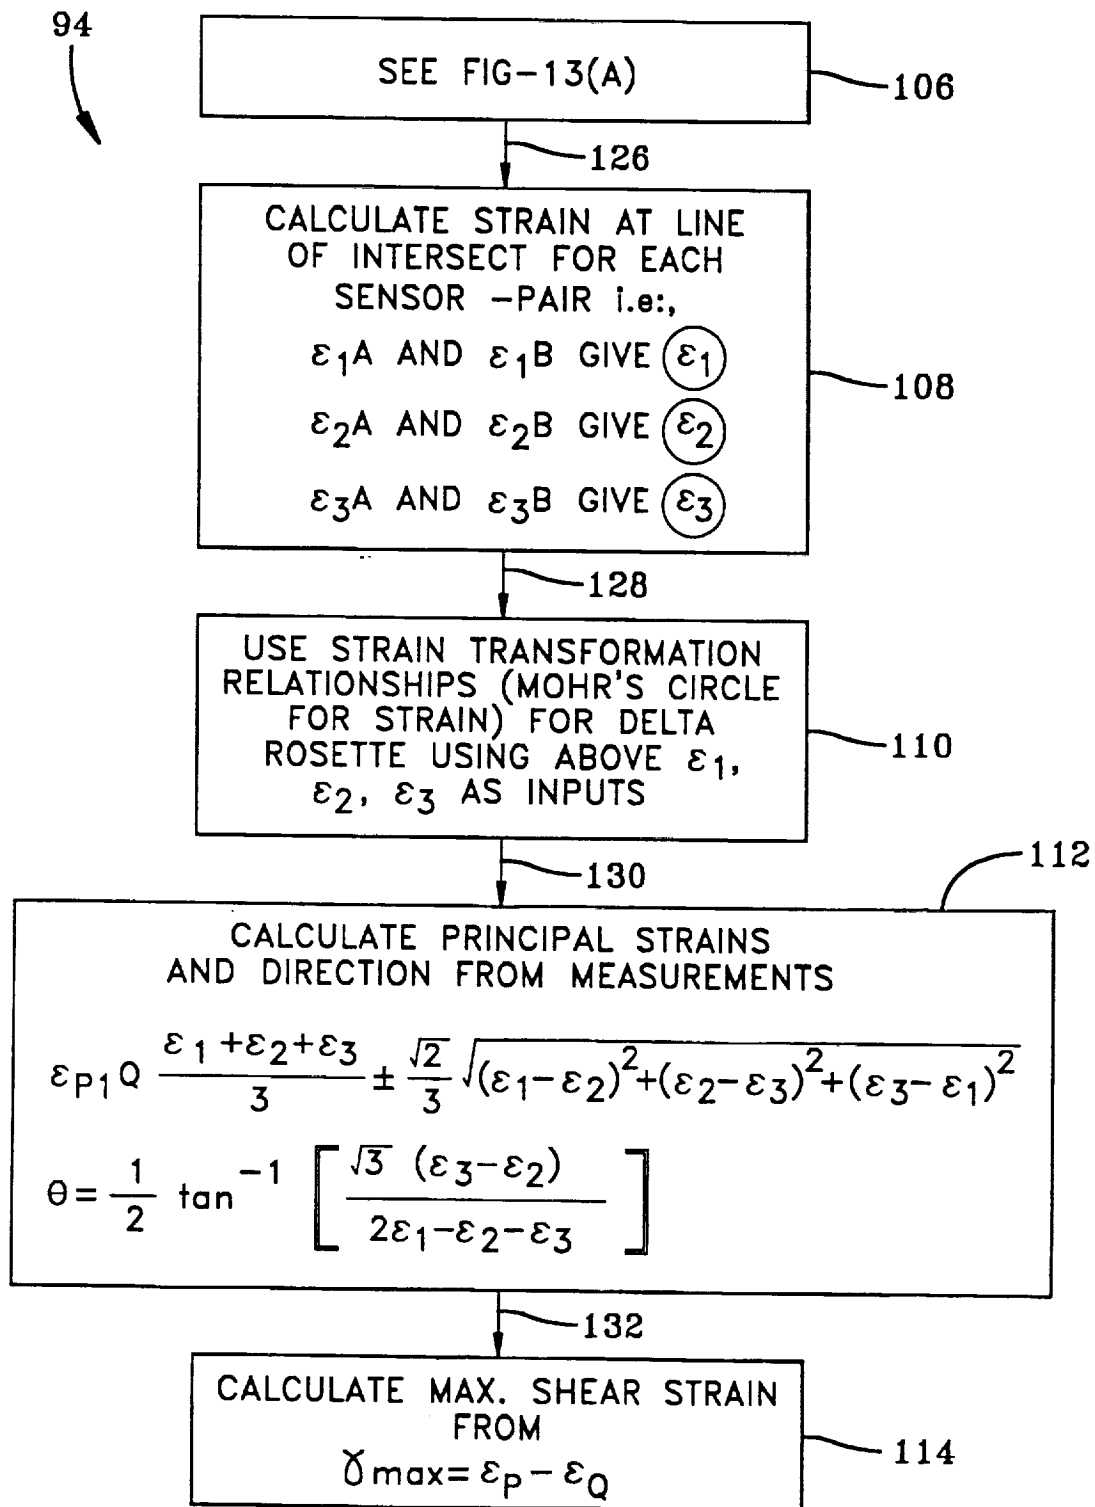 94
SEE FIG-13(A)
106
126
CALCULATE STRAIN AT LINE
OF INTERSECT FOR EACH
SENSOR -PAIR i.e:,
ε₁A AND ε₁B GIVE ε₁
ε₂A AND ε₂B GIVE ε₂
ε₃A AND ε₃B GIVE ε₃
108
128
USE STRAIN TRANSFORMATION
RELATIONSHIPS (MOHR'S CIRCLE
FOR STRAIN) FOR DELTA
ROSETTE USING ABOVE ε₁,
ε₂, ε₃ AS INPUTS
110
130
112
CALCULATE PRINCIPAL STRAINS
AND DIRECTION FROM MEASUREMENTS
εP1Q (ε₁+ε₂+ε₃)/3 ± √2/3 √((ε₁-ε₂)²+(ε₂-ε₃)²+(ε₃-ε₁)²)
θ = 1/2 tan⁻¹ [√3 (ε₃-ε₂)/(2ε₁-ε₂-ε₃)]
132
CALCULATE MAX. SHEAR STRAIN
FROM
γmax= εP - εQ
114